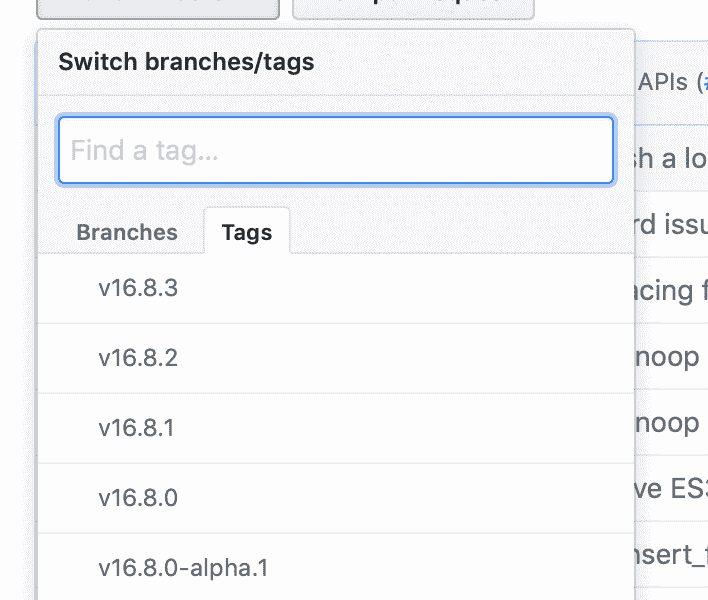 Switch branches/tags
APIs (
Find a tag...
h a lo
rd issu
Branches
Tags
v16.8.3
acing f
v16.8.2
noop
v16.8.1
noop
v16.8.0
ve ES
v16.8.0-alpha.1
nsert_